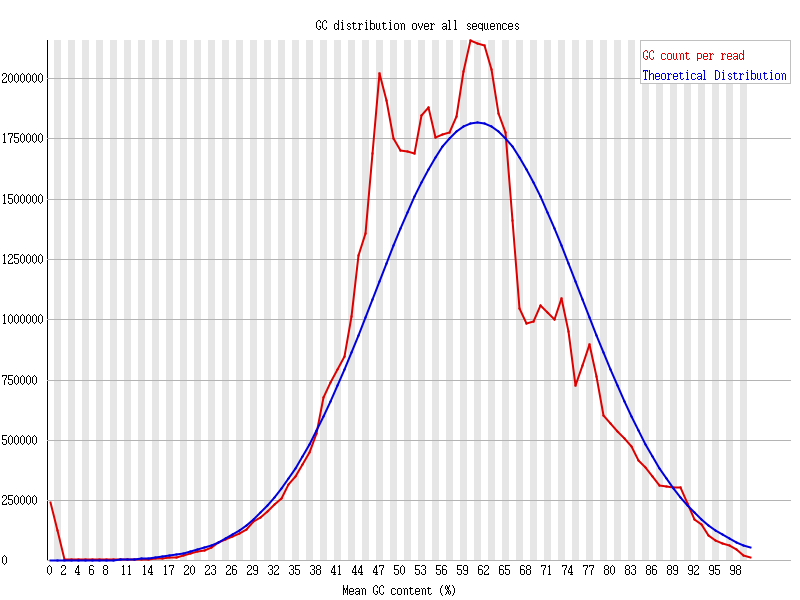 GC distribution over all sequences
GC count per read
Theoretical Distribution
2000000
1750000
1500000
1250000
1000000
750000
500000
250000
0
0 2 4 6 8 11 14 17 20 23 26 29 32 35 38 41 44 47 50 53 56 59 62 65 68 71 74 77 80 83 86 89 92 95 98
Mean GC content (%)